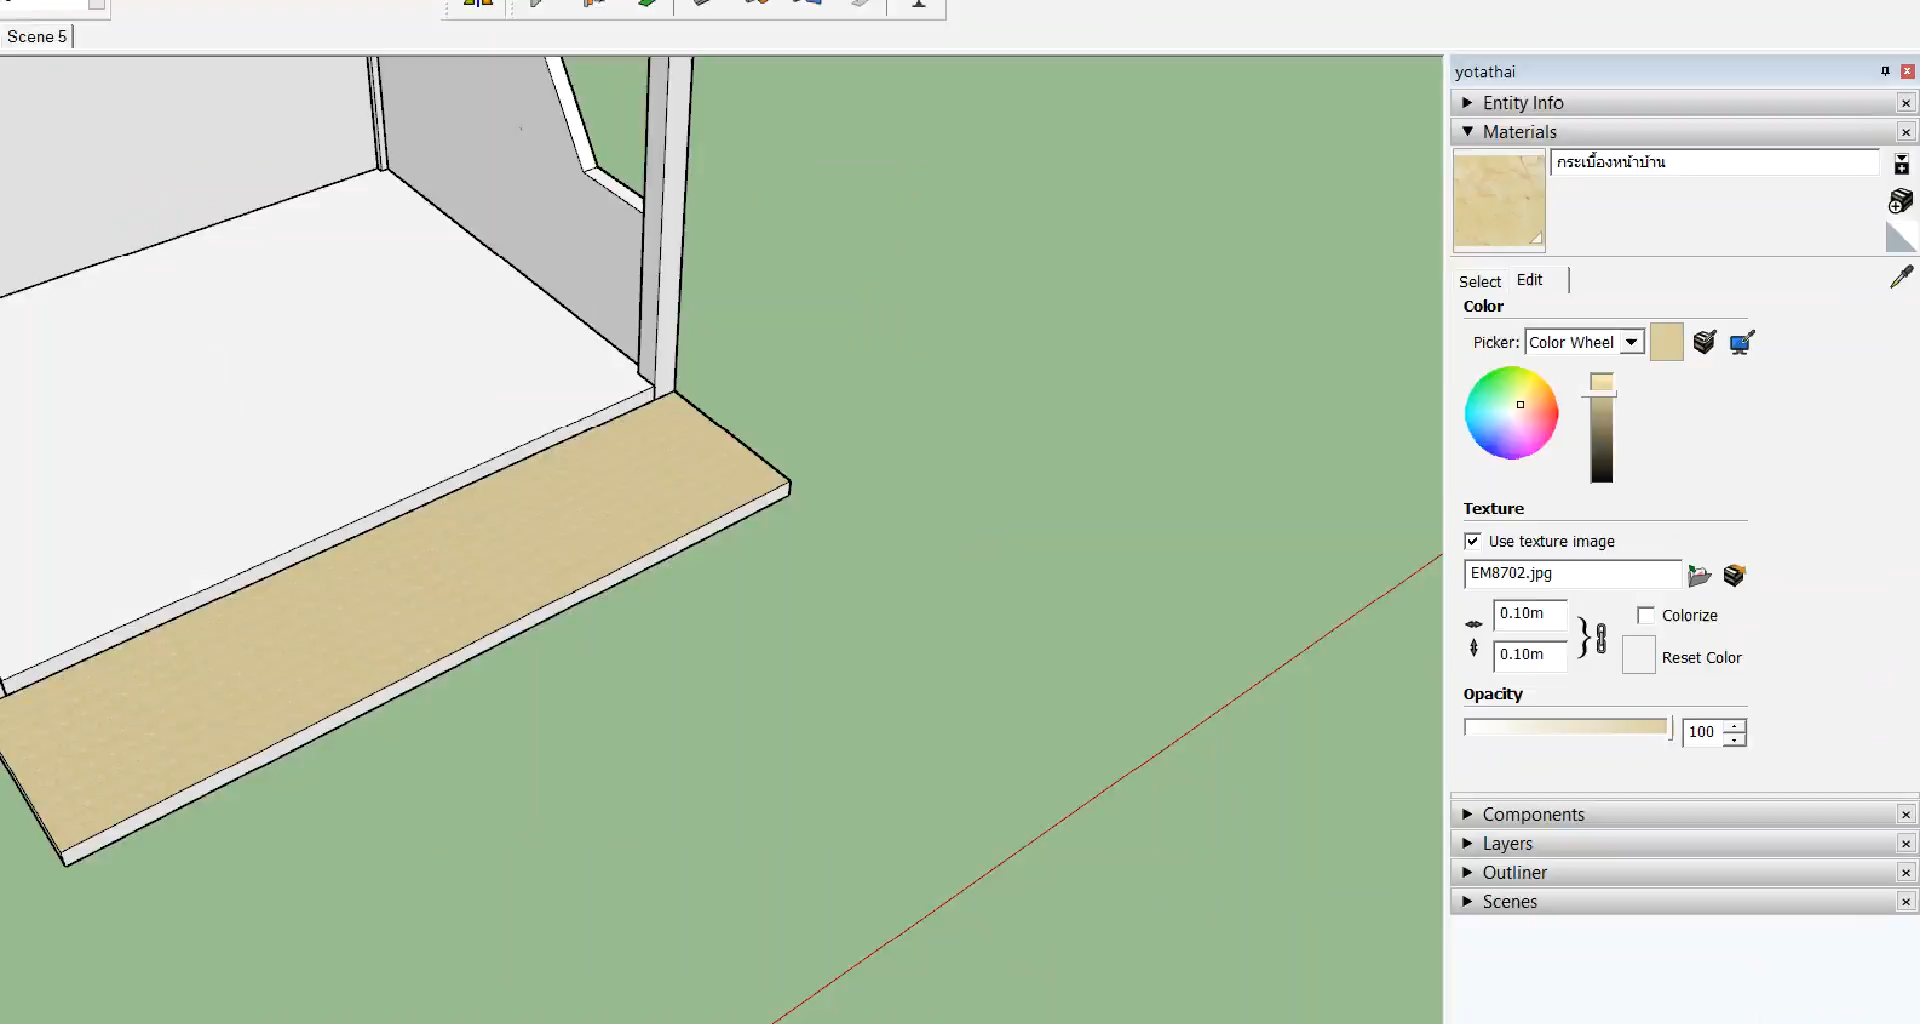 Scene 5
yotathai
Entity Info
Materials
กระเบื้องหน้าบ้าน
Select Edit
Color
Picker: Color Wheel
Texture
Use texture image
EM8702.jpg
0.10m Colorize
0.10m Reset Color
Opacity
100
Components
Layers
Outliner
Scenes